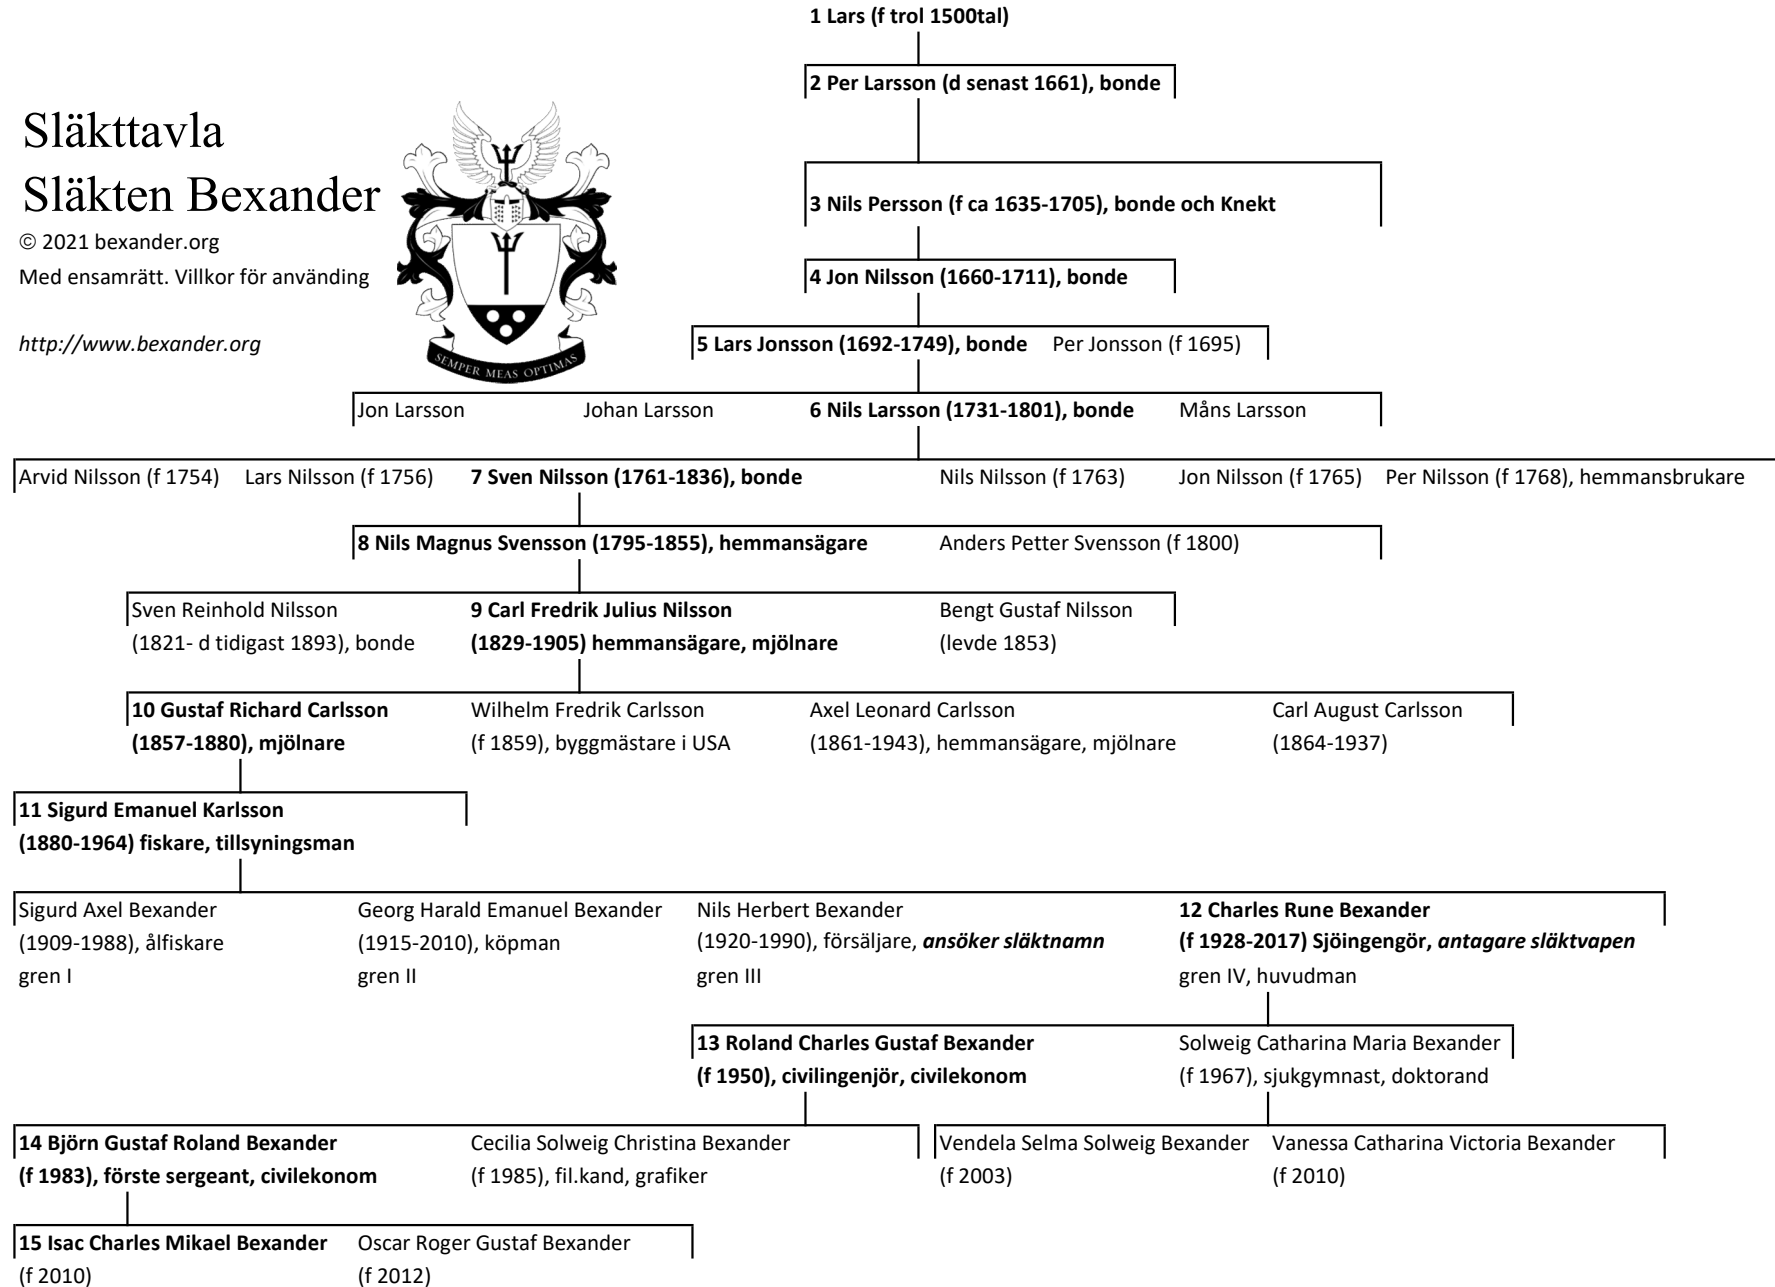 1 Lars (f trol 1500tal)
2 Per Larsson (d senast 1661), bonde
Släkttavla
Släkten Bexander
© 2021 bexander.org
Med ensamrätt. Villkor för använding
http://www.bexander.org
SEMPER MEAS OPTIMAS
3 Nils Persson (f ca 1635-1705), bonde och Knekt
4 Jon Nilsson (1660-1711), bonde
5 Lars Jonsson (1692-1749), bonde Per Jonsson (f 1695)
Jon Larsson Johan Larsson 6 Nils Larsson (1731-1801), bonde Måns Larsson
Arvid Nilsson (f 1754) Lars Nilsson (f 1756) 7 Sven Nilsson (1761-1836), bonde Nils Nilsson (f 1763) Jon Nilsson (f 1765) Per Nilsson (f 1768), hemmansbrukare
8 Nils Magnus Svensson (1795-1855), hemmansägare Anders Petter Svensson (f 1800)
Sven Reinhold Nilsson 9 Carl Fredrik Julius Nilsson Bengt Gustaf Nilsson
(1821- d tidigast 1893), bonde (1829-1905) hemmansägare, mjölnare (levde 1853)
10 Gustaf Richard Carlsson Wilhelm Fredrik Carlsson Axel Leonard Carlsson Carl August Carlsson
(1857-1880), mjölnare (f 1859), byggmästare i USA (1861-1943), hemmansägare, mjölnare (1864-1937)
11 Sigurd Emanuel Karlsson
(1880-1964) fiskare, tillsyningsman
Sigurd Axel Bexander Georg Harald Emanuel Bexander Nils Herbert Bexander 12 Charles Rune Bexander
(1909-1988), ålfiskare (1915-2010), köpman (1920-1990), försäljare, ansöker släktnamn (f 1928-2017) Sjöingengör, antagare släktvapen
gren I gren II gren III gren IV, huvudman
13 Roland Charles Gustaf Bexander Solweig Catharina Maria Bexander
(f 1950), civilingenjör, civilekonom (f 1967), sjukgymnast, doktorand
14 Björn Gustaf Roland Bexander Cecilia Solweig Christina Bexander Vendela Selma Solweig Bexander Vanessa Catharina Victoria Bexander
(f 1983), förste sergeant, civilekonom (f 1985), fil.kand, grafiker (f 2003) (f 2010)
15 Isac Charles Mikael Bexander Oscar Roger Gustaf Bexander
(f 2010) (f 2012)